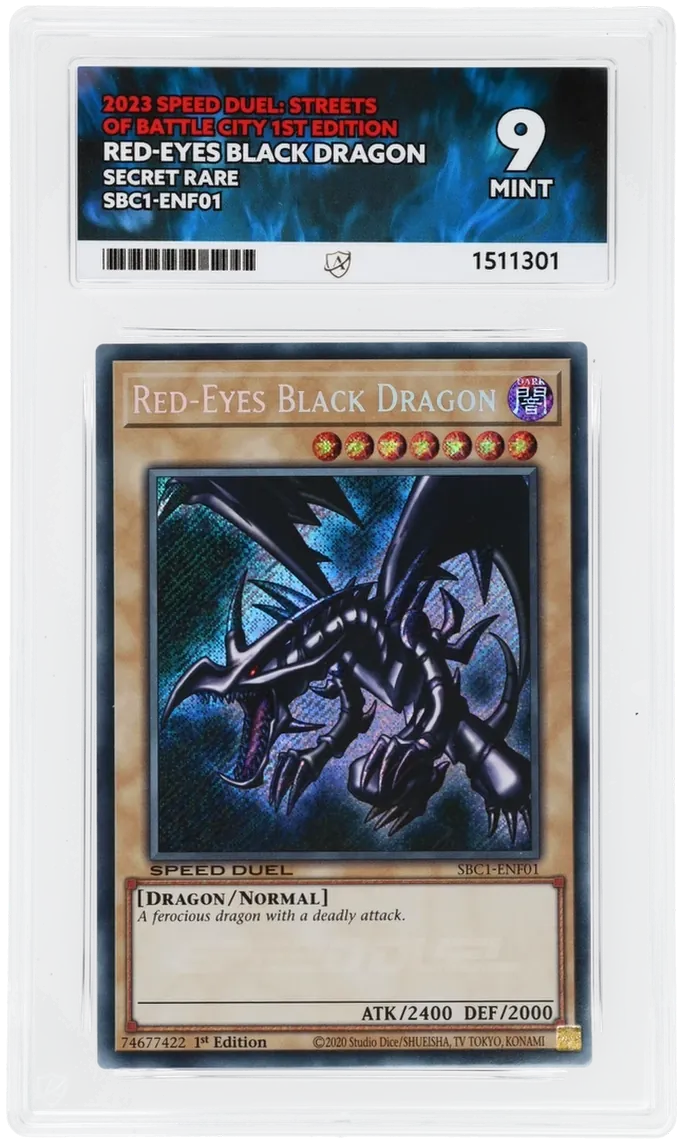 2023 SPEED DUEL: STREETS
OF BATTLE CITY 1ST EDITION
RED-EYES BLACK DRAGON
SECRET RARE
SBC1-ENF01
9
MINT
A
1511301
RED-EYES BLACK DRAGON
DARK
闇
SPEED DUEL
SBC1-ENF01
[DRAGON/NORMAL]
A ferocious dragon with a deadly attack.
ATK/2400 DEF/2000
74677422 1st Edition
©2020 Studio Dice/SHUEISHA, TV TOKYO, KONAMI